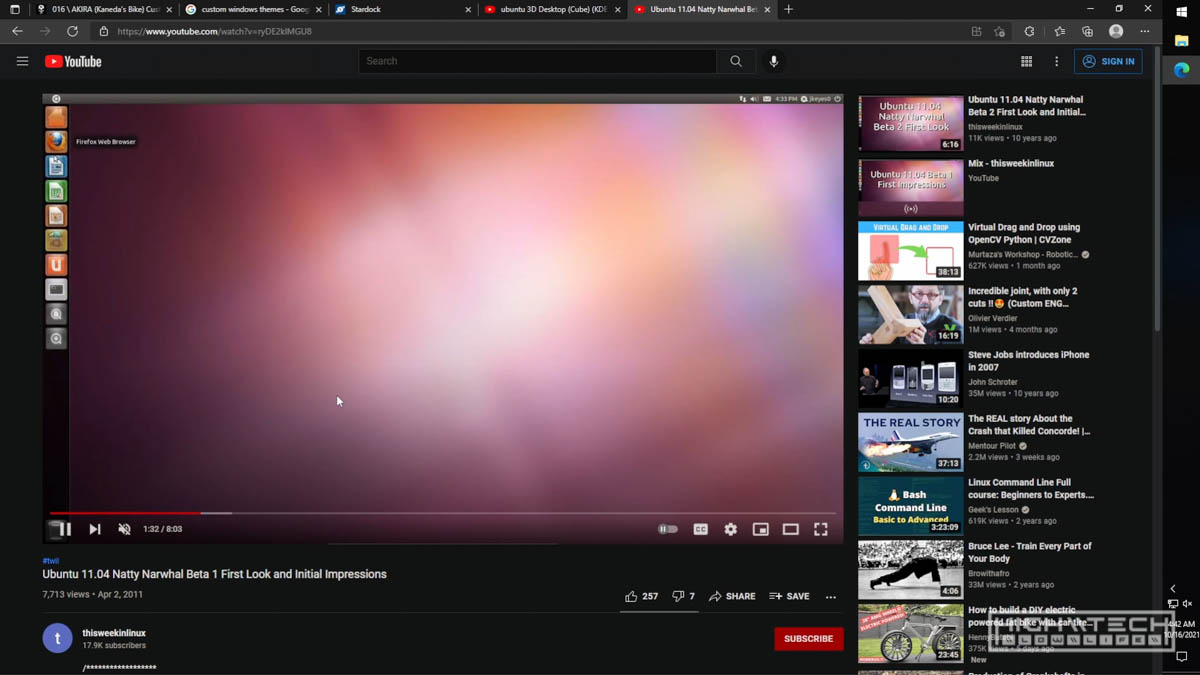 016 \ AKIRA (Kaneda's Bike) Cus
custom windows themes - Goog
Stardock
ubuntu 3D Desktop (Cube) (KDE
Ubuntu 11.04 Natty Narwhal Bet
https://www.youtube.com/watch?v=ryDE2kIMGU8
YouTube
Search
SIGN IN
4:33 PM jkeyes0
Firefox Web Browser
1:32 / 8:03
CC
#twil
Ubuntu 11.04 Natty Narwhal Beta 1 First Look and Initial Impressions
7,713 views • Apr 2, 2011
257
7
SHARE
SAVE
t
thisweekinlinux
17.9K subscribers
SUBSCRIBE
/******************
Ubuntu 11.04
Natty Narwhal
Beta 2 First Look
6:16
Ubuntu 11.04 Natty Narwhal
Beta 2 First Look and Initial...
thisweekinlinux
11K views • 10 years ago
Ubuntu 11.04 Beta 1
First Impressions
Mix - thisweekinlinux
YouTube
VIRTUAL DRAG AND DROP
38:13
Virtual Drag and Drop using
OpenCV Python | CVZone
Murtaza's Workshop - Robotic...
627K views • 1 month ago
16:19
Incredible joint, with only 2
cuts !!😍 (Custom ENG...
Olivier Verdier
1M views • 4 months ago
10:20
Steve Jobs introduces iPhone
in 2007
John Schroter
35M views • 10 years ago
THE REAL STORY
37:13
The REAL story About the
Crash that Killed Concorde! |...
Mentour Pilot
2.2M views • 3 weeks ago
Bash
Command Line
Basic to Advanced
3:23:09
Linux Command Line Full
course: Beginners to Experts....
Geek's Lesson
619K views • 2 years ago
4:06
Bruce Lee - Train Every Part of
Your Body
Browithafro
33M views • 2 years ago
23:45
How to build a DIY electric
powered fat bike with car tire...
375K views • 5 days ago
New
HIGH TECH
LOW LIFE
4:42 AM
10/16/2021